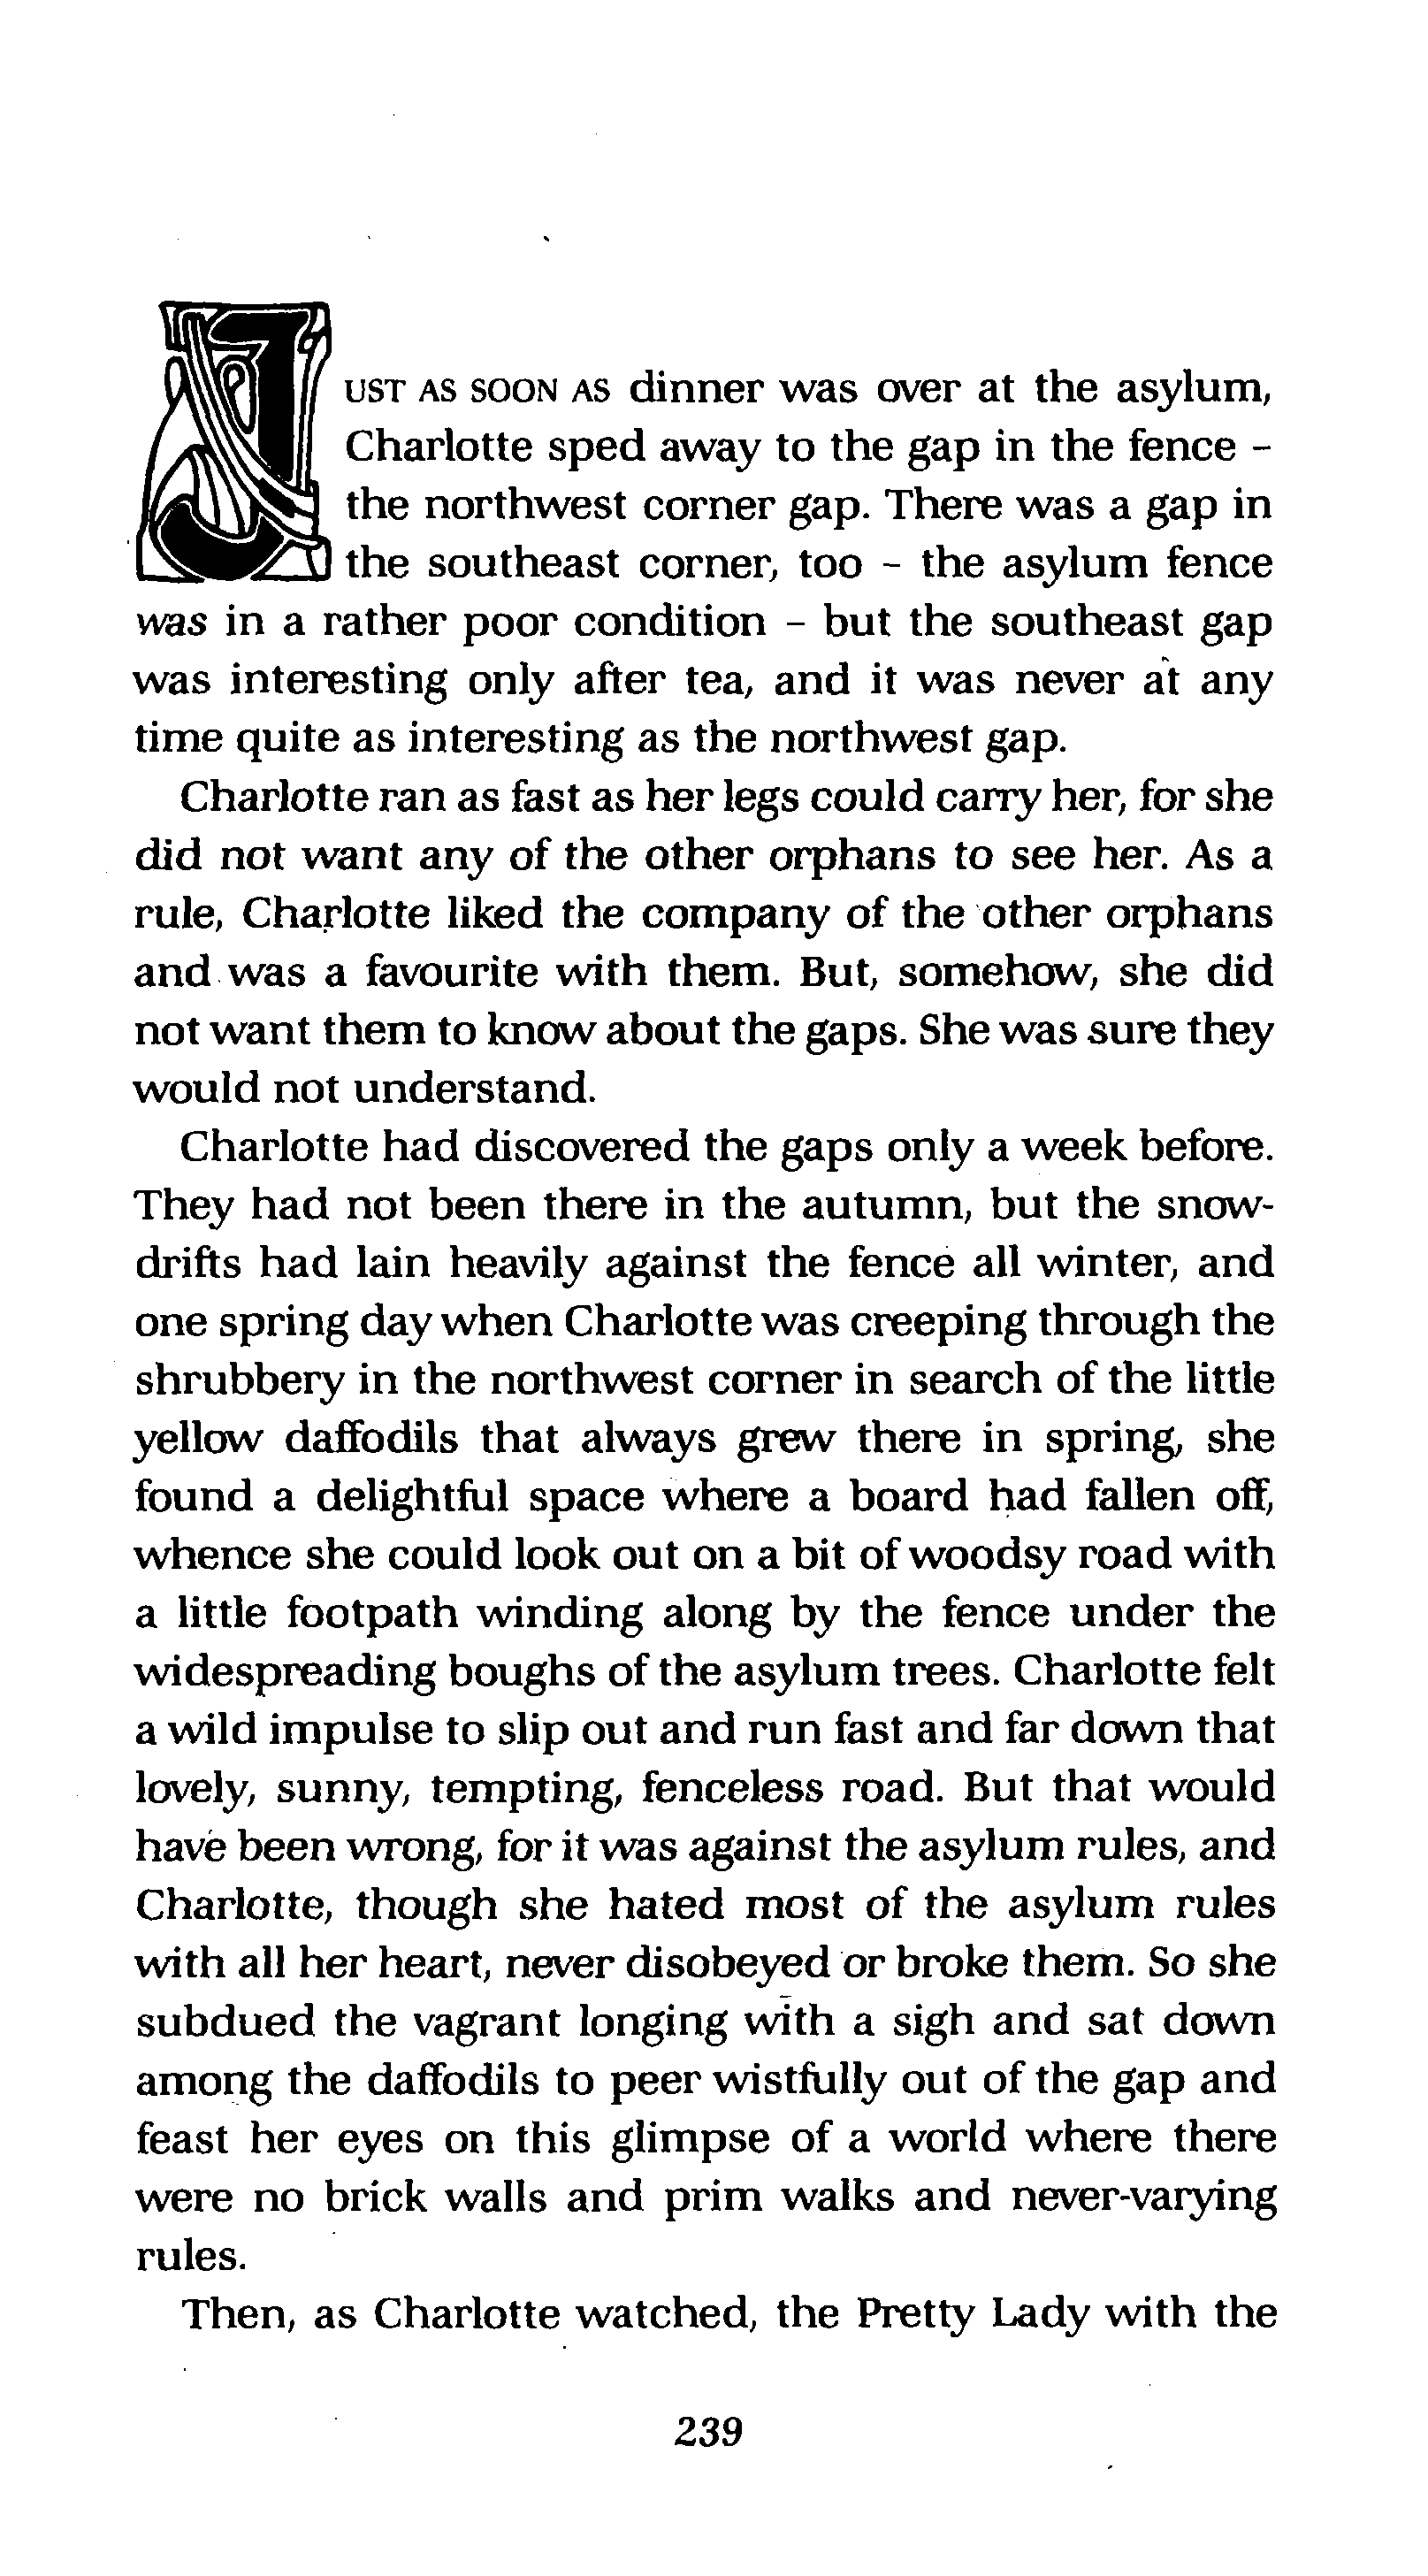 JUST AS SOON AS dinner was over at the asylum,
Charlotte sped away to the gap in the fence –
the northwest corner gap. There was a gap in
the southeast corner, too – the asylum fence
was in a rather poor condition – but the southeast gap
was interesting only after tea, and it was never at any
time quite as interesting as the northwest gap.
Charlotte ran as fast as her legs could carry her, for she
did not want any of the other orphans to see her. As a
rule, Charlotte liked the company of the other orphans
and was a favourite with them. But, somehow, she did
not want them to know about the gaps. She was sure they
would not understand.
Charlotte had discovered the gaps only a week before.
They had not been there in the autumn, but the snow-
drifts had lain heavily against the fence all winter, and
one spring day when Charlotte was creeping through the
shrubbery in the northwest corner in search of the little
yellow daffodils that always grew there in spring, she
found a delightful space where a board had fallen off,
whence she could look out on a bit of woodsy road with
a little footpath winding along by the fence under the
widespreading boughs of the asylum trees. Charlotte felt
a wild impulse to slip out and run fast and far down that
lovely, sunny, tempting, fenceless road. But that would
have been wrong, for it was against the asylum rules, and
Charlotte, though she hated most of the asylum rules
with all her heart, never disobeyed or broke them. So she
subdued the vagrant longing with a sigh and sat down
among the daffodils to peer wistfully out of the gap and
feast her eyes on this glimpse of a world where there
were no brick walls and prim walks and never-varying
rules.
Then, as Charlotte watched, the Pretty Lady with the
239